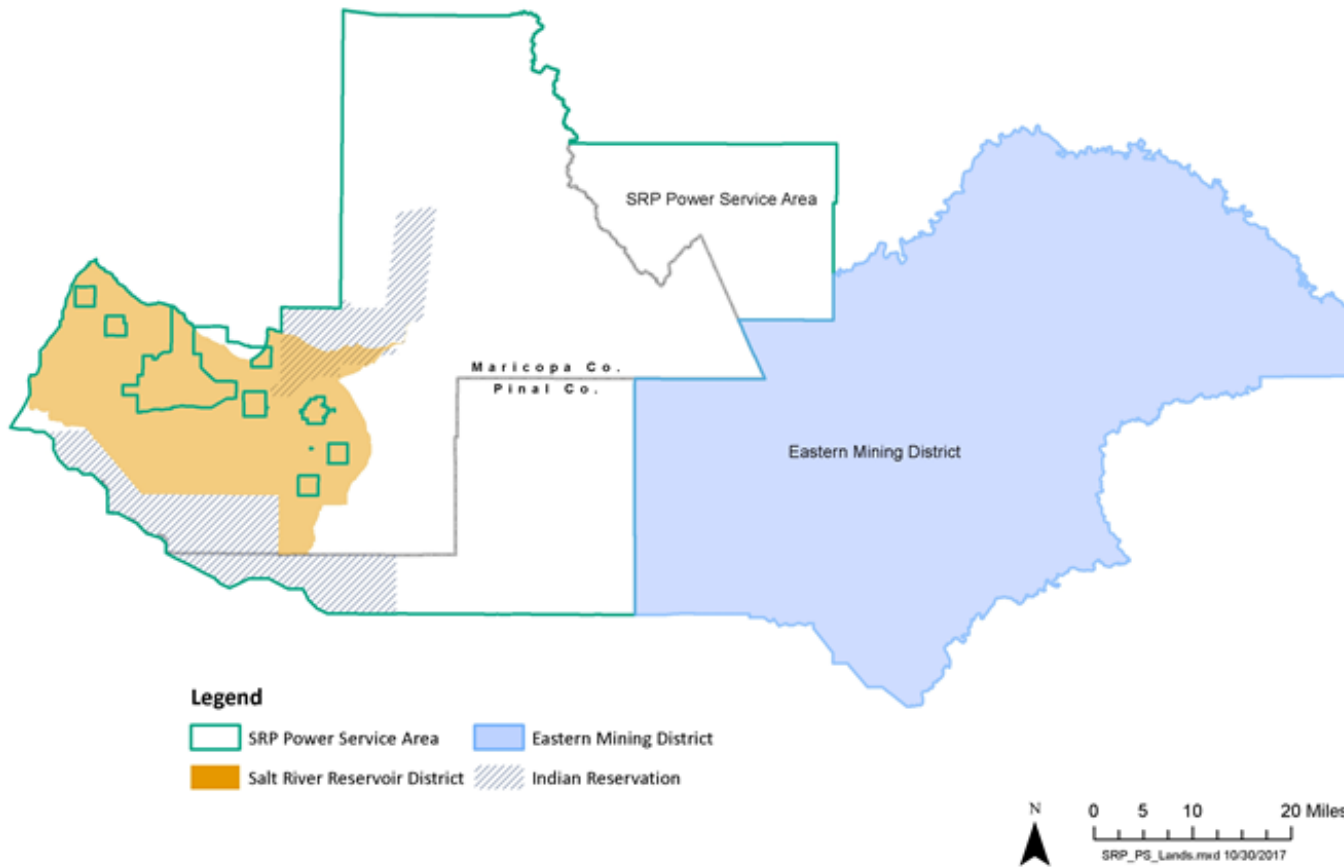 SRP Power Service Area
Maricopa Co.
Pinal Co.
Eastern Mining District
Legend
SRP Power Service Area
Eastern Mining District
Salt River Reservoir District
Indian Reservation
N
0 5 10 20 Miles
SRP_PS_Lands.mxd 10/30/2017